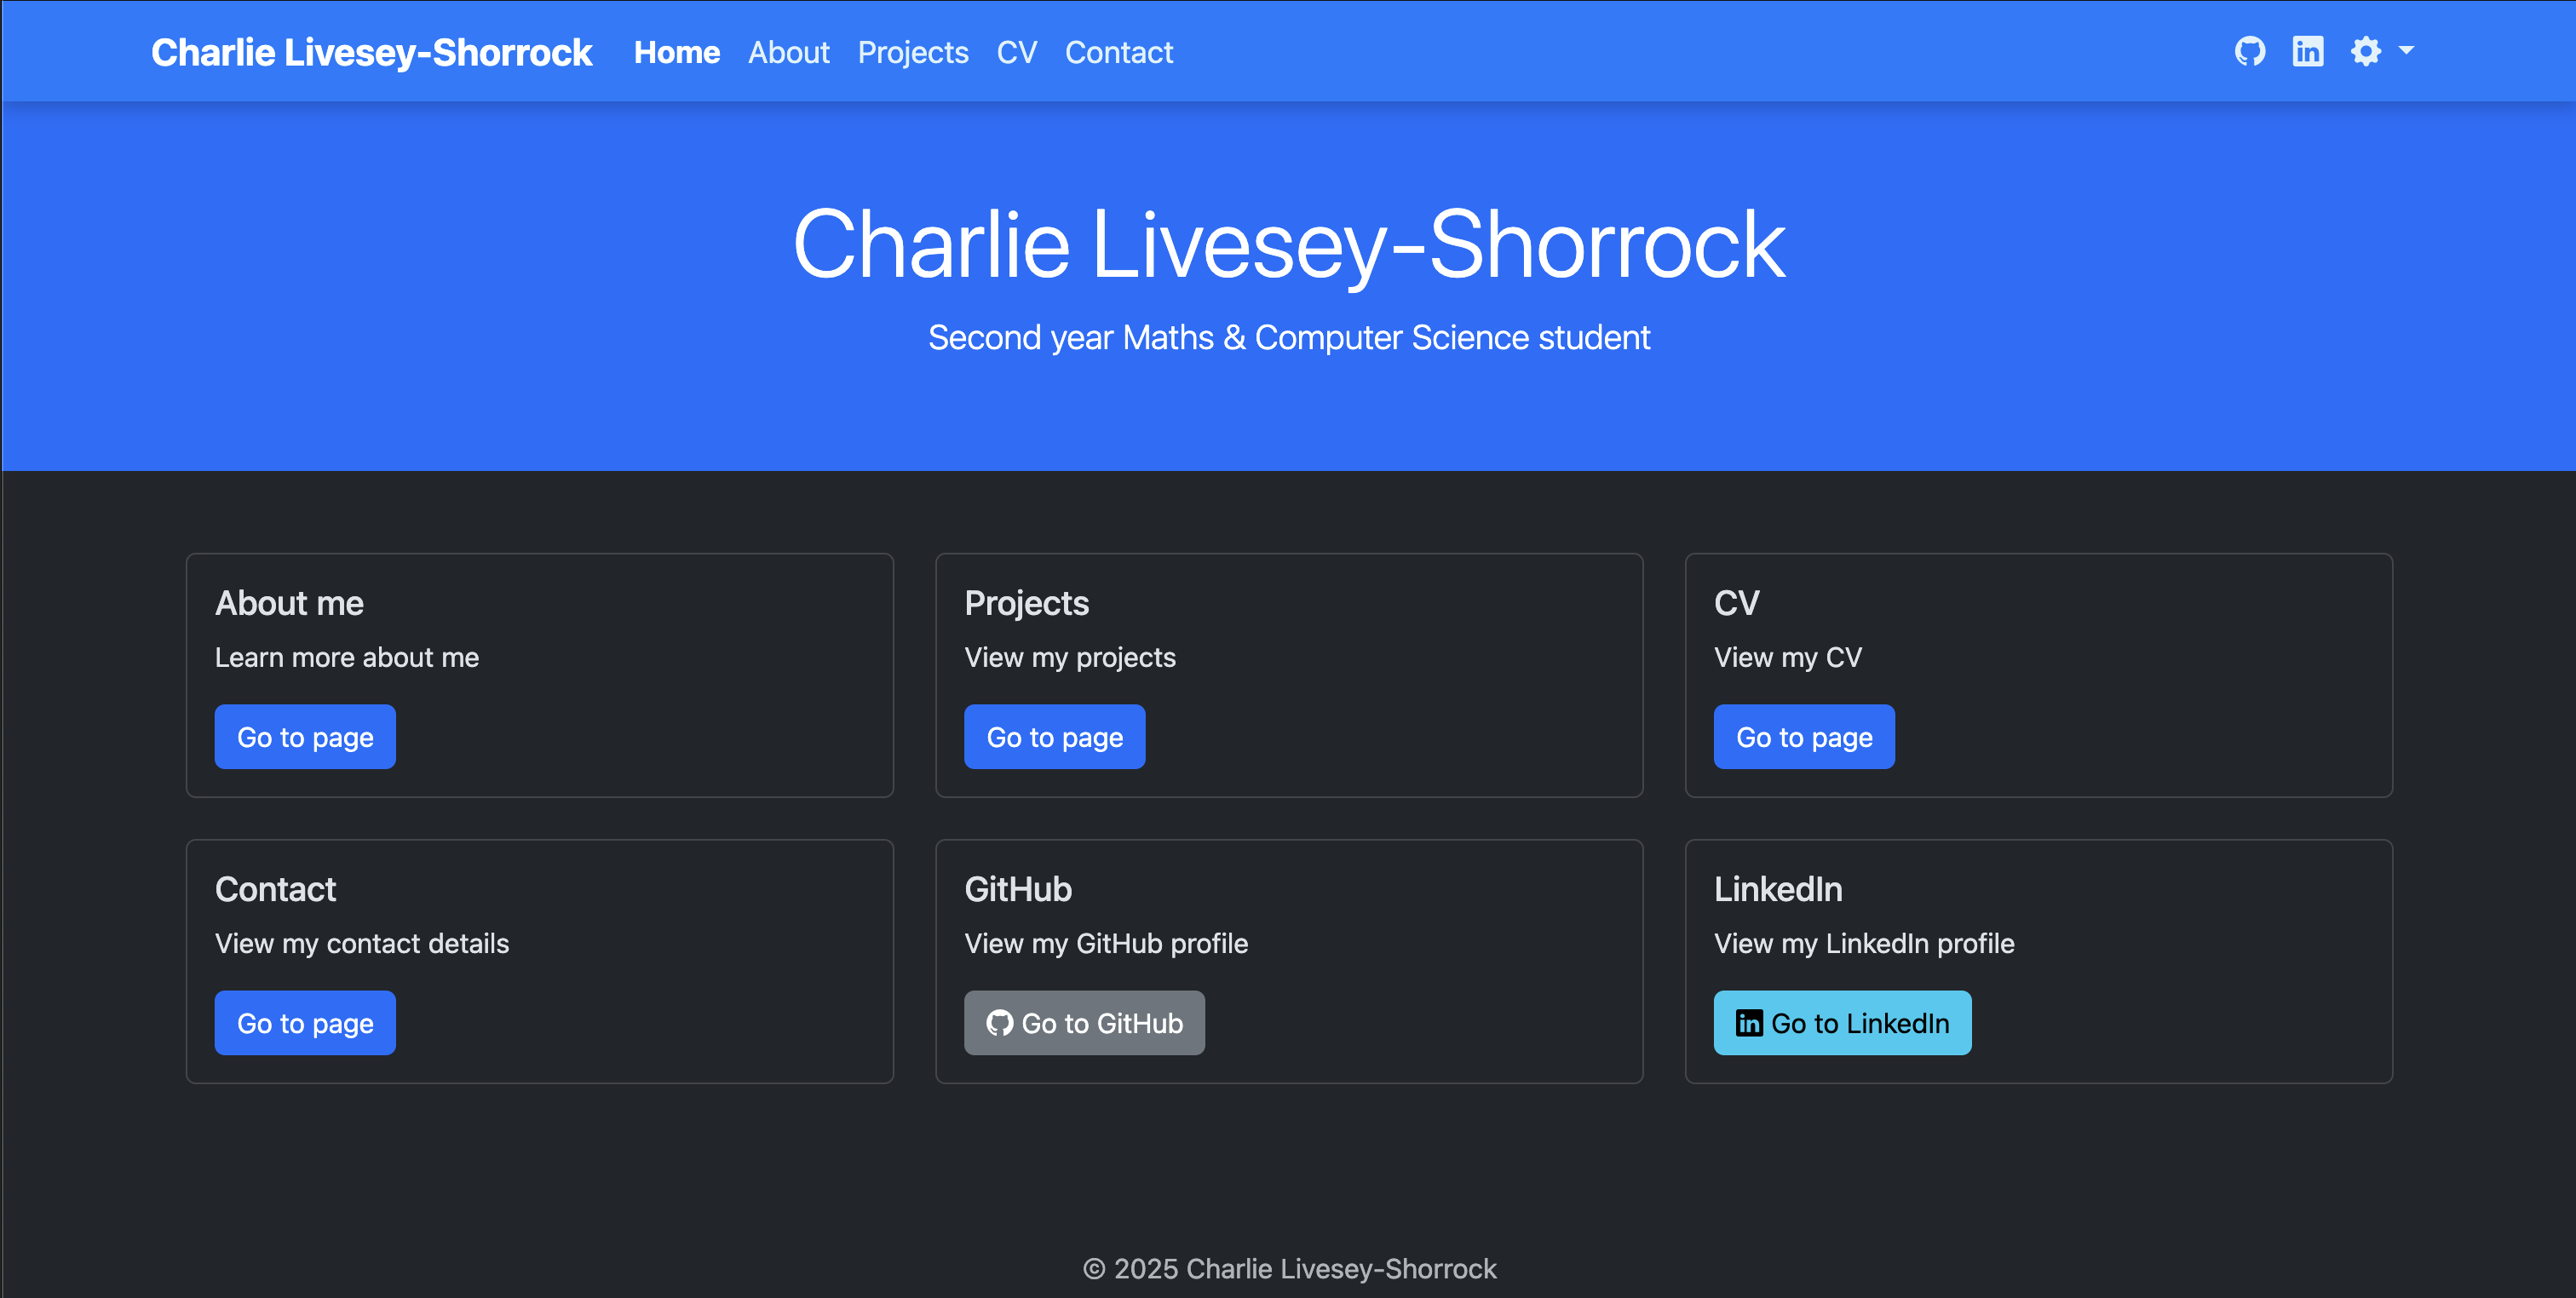 Charlie Livesey-Shorrock Home About Projects CV Contact
Charlie Livesey-Shorrock
Second year Maths & Computer Science student
About me
Learn more about me
Go to page
Projects
View my projects
Go to page
CV
View my CV
Go to page
Contact
View my contact details
Go to page
GitHub
View my GitHub profile
Go to GitHub
LinkedIn
View my LinkedIn profile
Go to LinkedIn
© 2025 Charlie Livesey-Shorrock